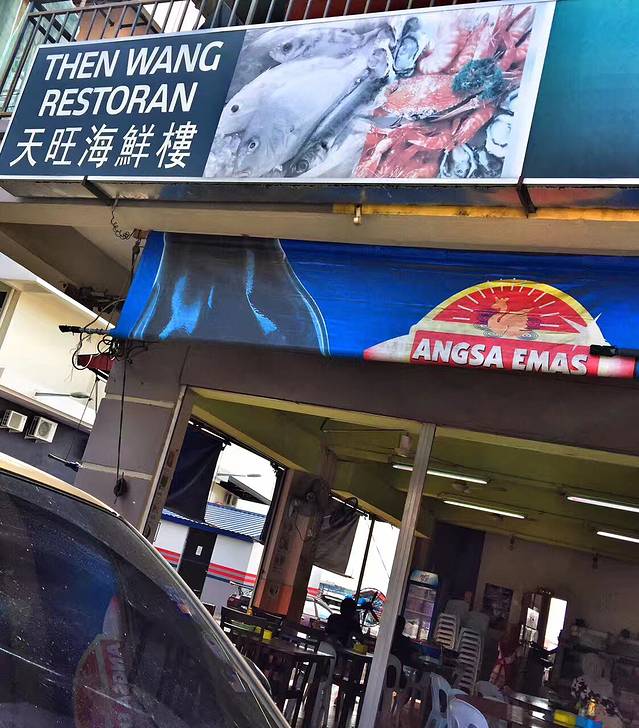 THEN WANG
RESTORAN
天旺海鮮樓
ANGSA EMAS